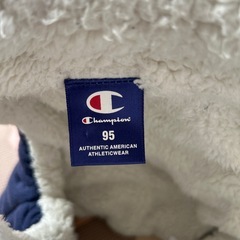 Champion
95
AUTHENTIC AMERICAN
ATHLETICWEAR